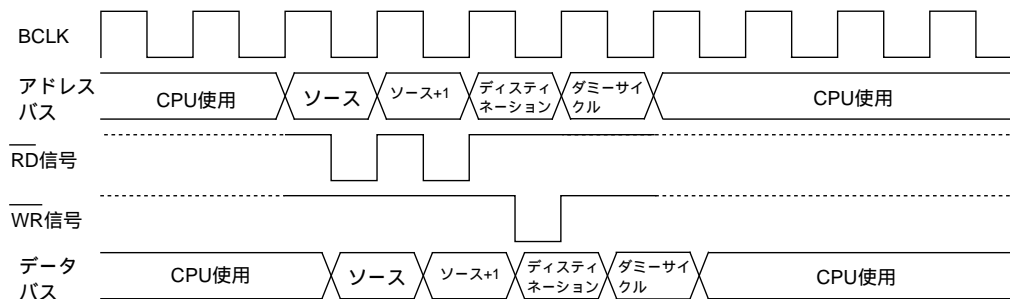 BCLK
アドレス
バス
CPU使用
ソース
ソース+1
ディスティ
ネーション
ダミーサイ
クル
CPU使用
RD信号
WR信号
データ
バス
CPU使用
ソース
ソース+1
ディスティ
ネーション
ダミーサイ
クル
CPU使用